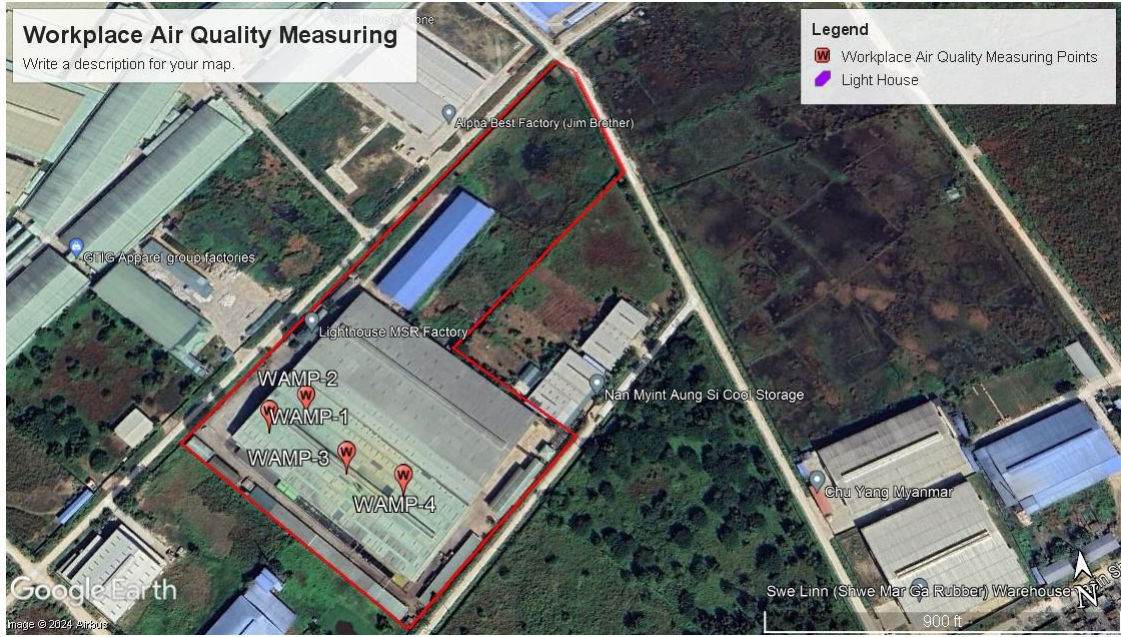 Workplace Air Quality Measuring
Write a description for your map.
Legend
W Workplace Air Quality Measuring Points
Light House
Alpha Best Factory (Jim Brether)
GTIG Apparel group factories
Lighthouse MSR Factory
WAMP-2
W
W
WAMP-1
WAMP-3
W
W
WAMP-4
Nan Myint Aung Si Cool Storage
Chu Yang Myanmar
Swe Linn (Shwe Mar Ga Rubber) Warehouse
N
Google Earth
Image © 2024 Airbus
900 ft